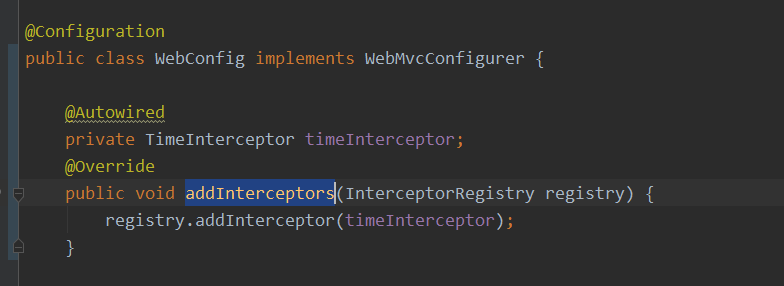 @Configuration
public class WebConfig implements WebMvcConfigurer {
@Autowired
private TimeInterceptor timeInterceptor;
@Override
public void addInterceptors(InterceptorRegistry registry) {
registry.addInterceptor(timeInterceptor);
}